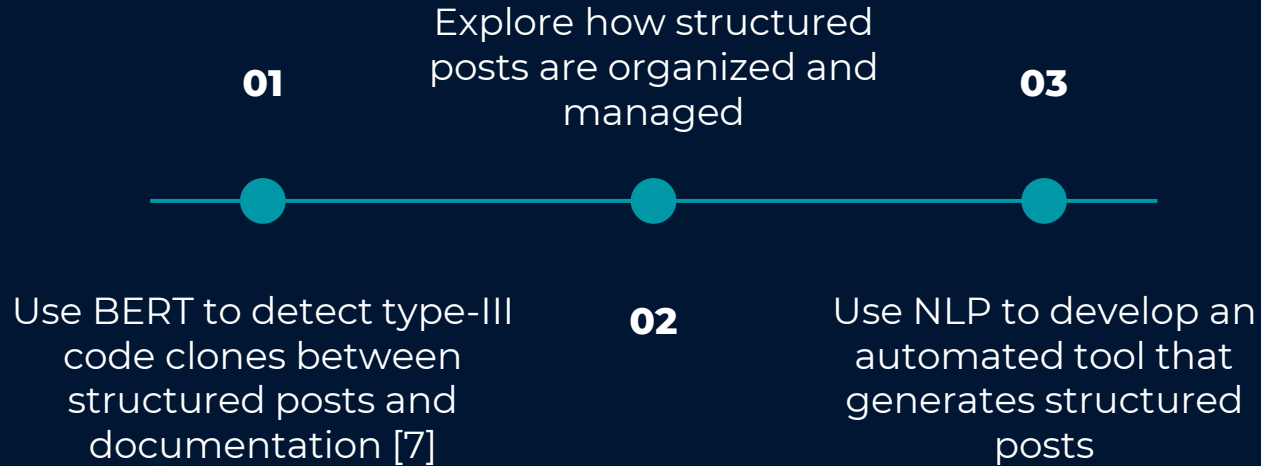 01
Use BERT to detect type-III
code clones between
structured posts and
documentation [7]
Explore how structured
posts are organized and
managed
02
03
Use NLP to develop an
automated tool that
generates structured
posts